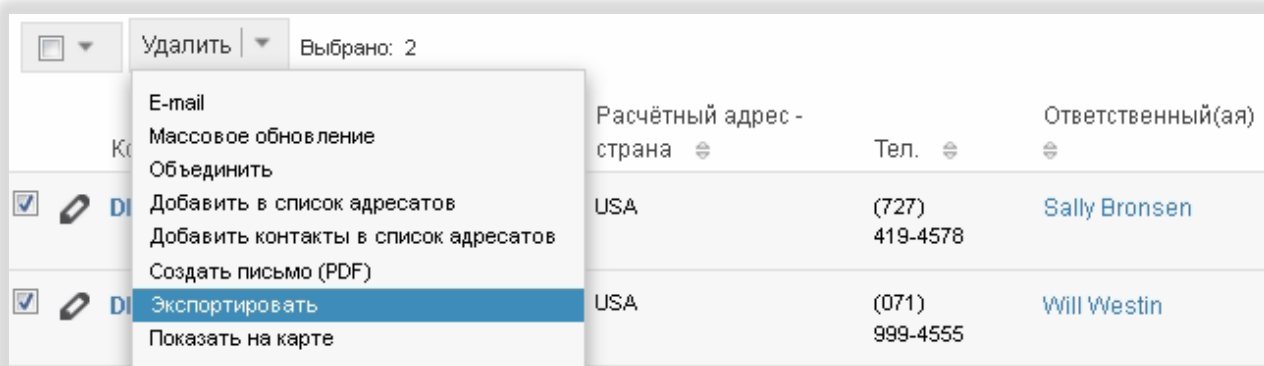 Удалить
Выбрано: 2
E-mail
Массовое обновление
Объединить
Добавить в список адресатов
Добавить контакты в список адресатов
Создать письмо (PDF)
Экспортировать
Показать на карте
Расчётный адрес -
страна
Тел.
Ответственный(ая)
USA
(727)
419-4578
Sally Bronsen
USA
(071)
999-4555
Will Westin